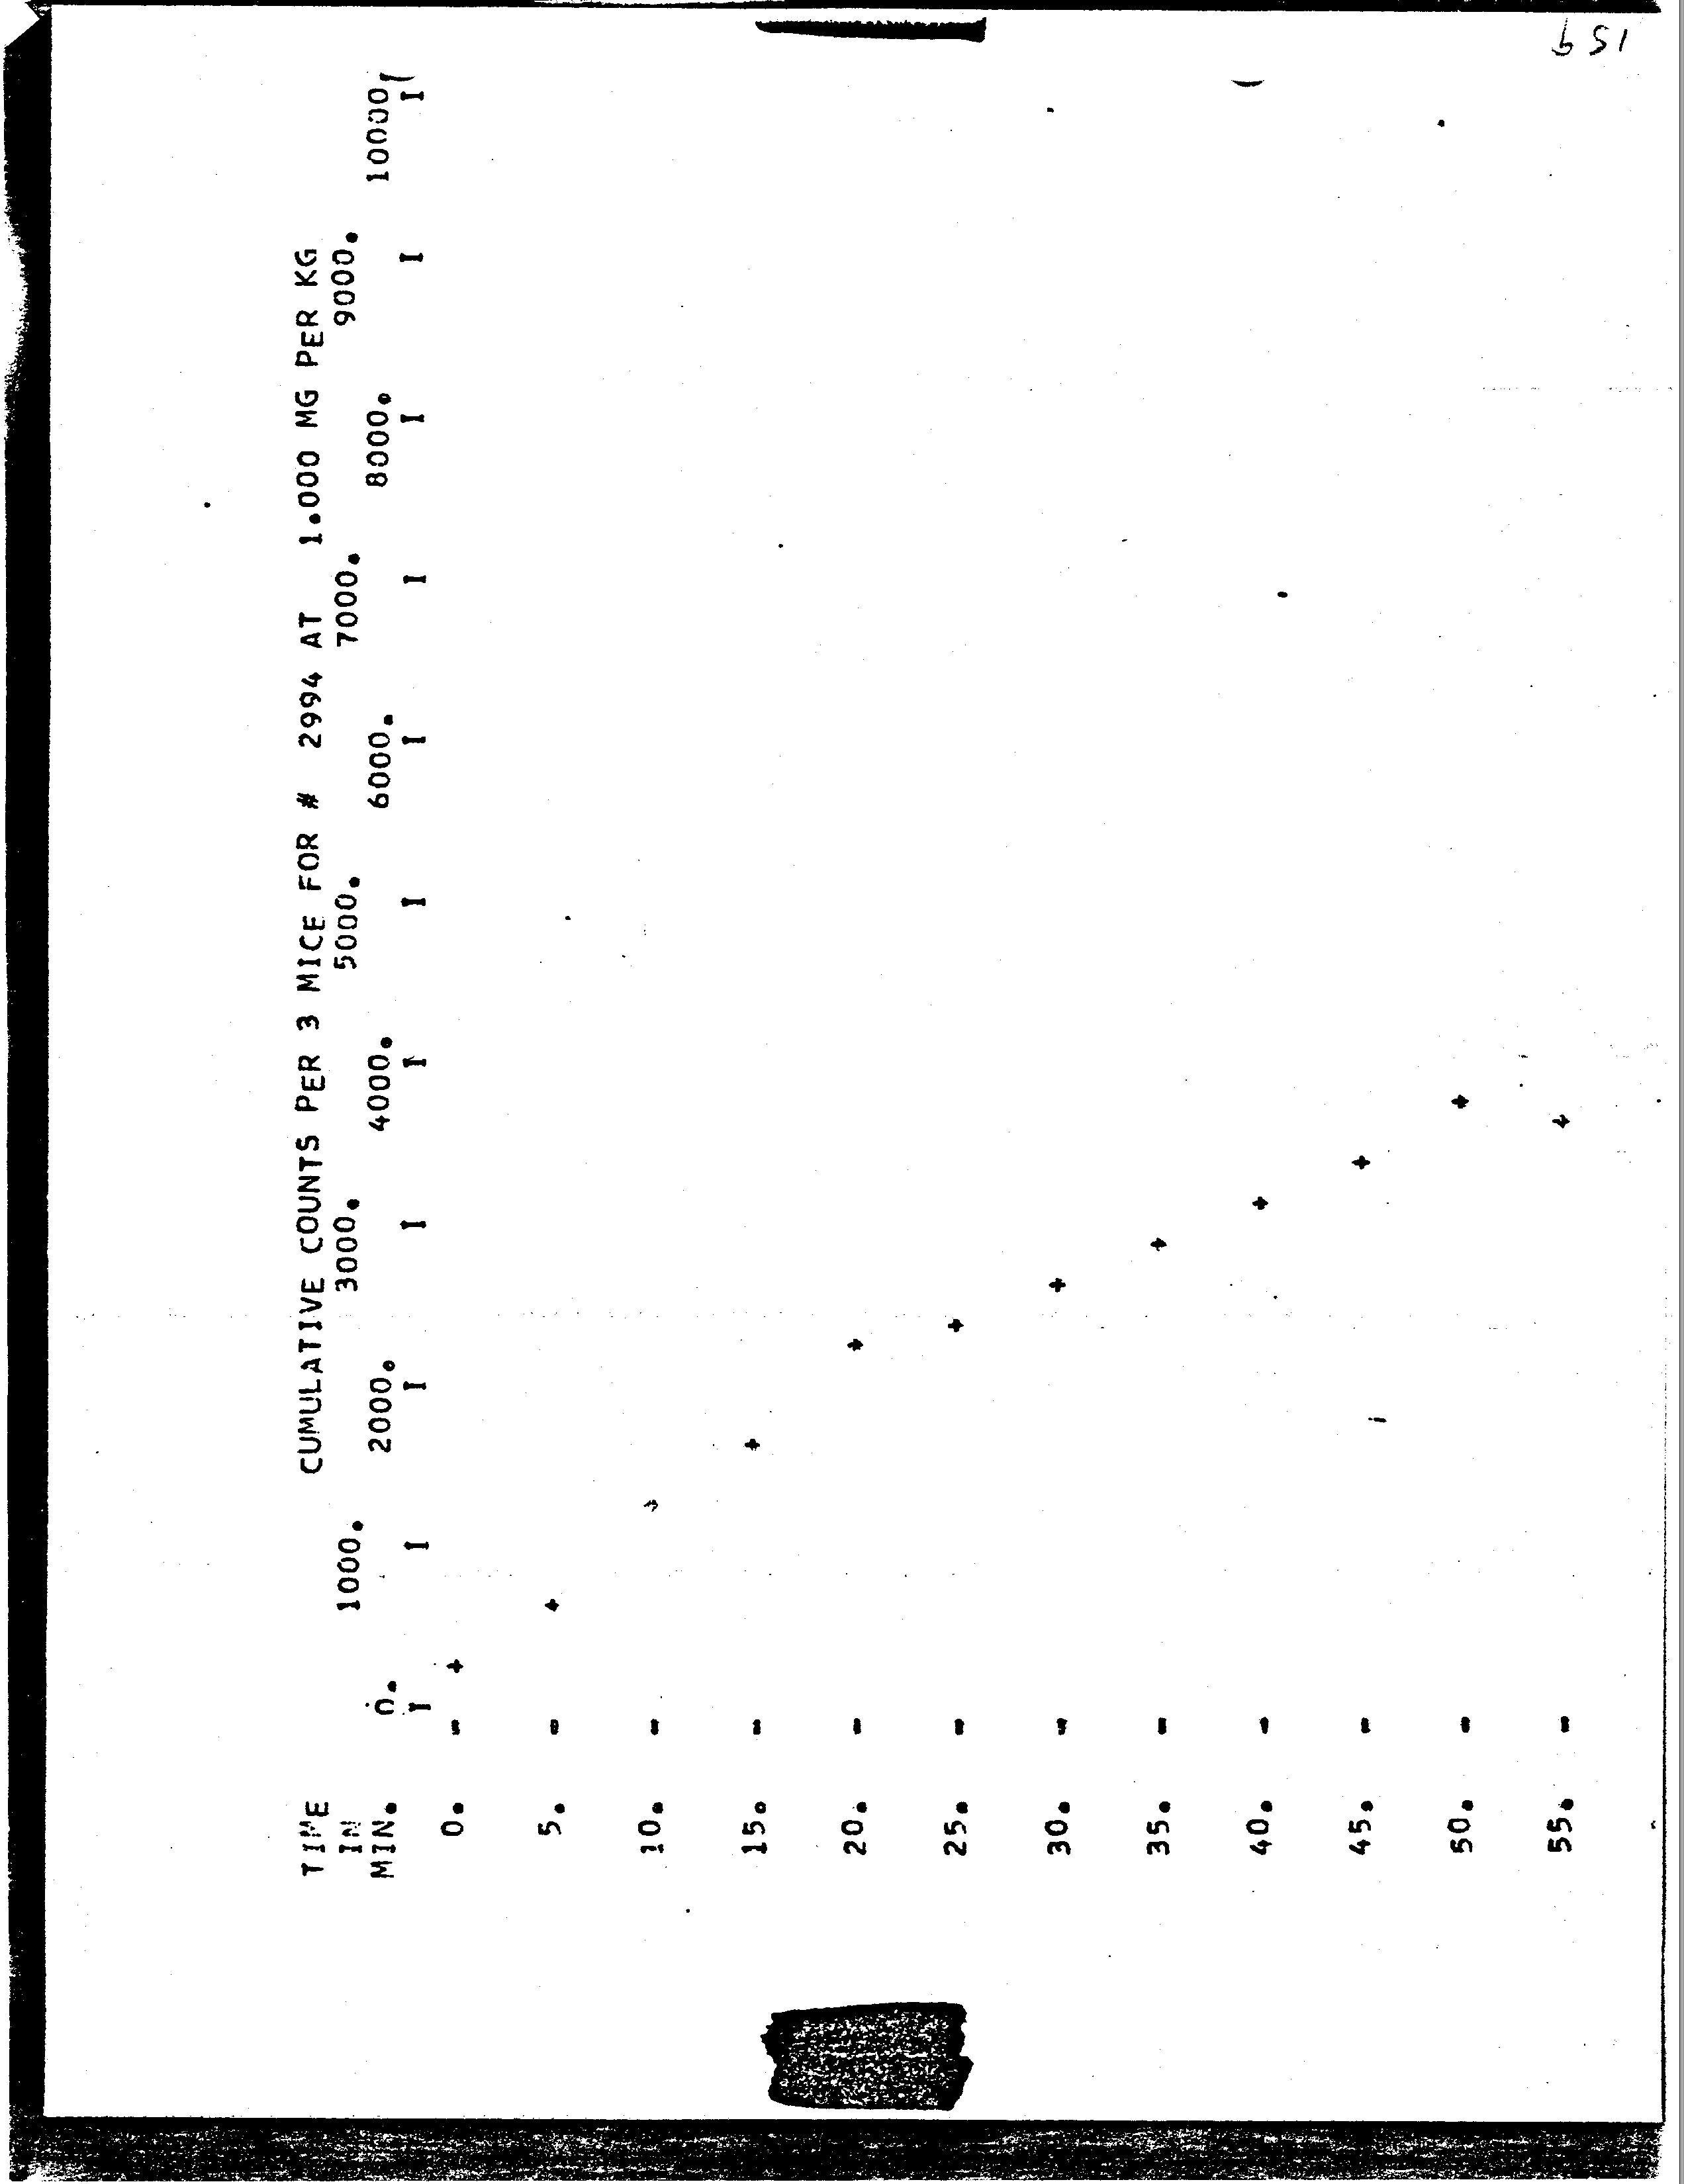 159
TIME CUMULATIVE COUNTS PER 3 MICE FOR # 2994 AT 1.000 MG PER KG
IN 1000. 3000. 5000. 7000. 9000.
MIN. 0. 2000. 4000. 6000. 8000. 10000
I I I I I I I I I I I
0. - +
5. - +
10. - +
15. - +
20. - +
25. - +
30. - +
35. - +
40. - +
45. - +
50. - +
55. - +